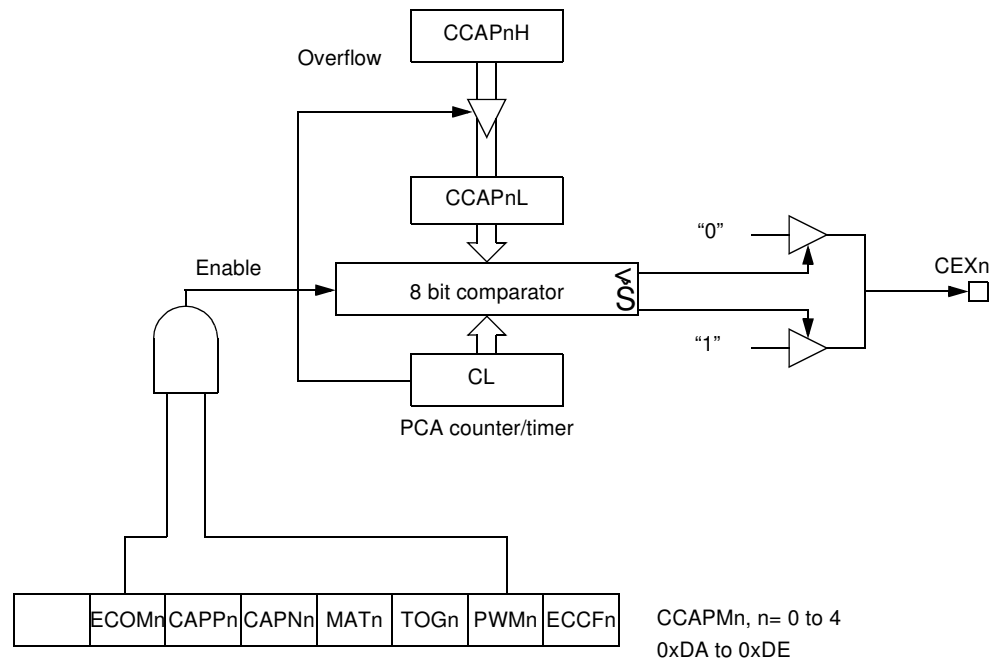 CCAPnH
Overflow
CCAPnL
“0”
Enable
8 bit comparator
<
CEXn
“1”
CL
PCA counter/timer
ECOMn CAPPn CAPNn MATn TOGn PWMn ECCFn
CCAPMn, n= 0 to 4
0xDA to 0xDE